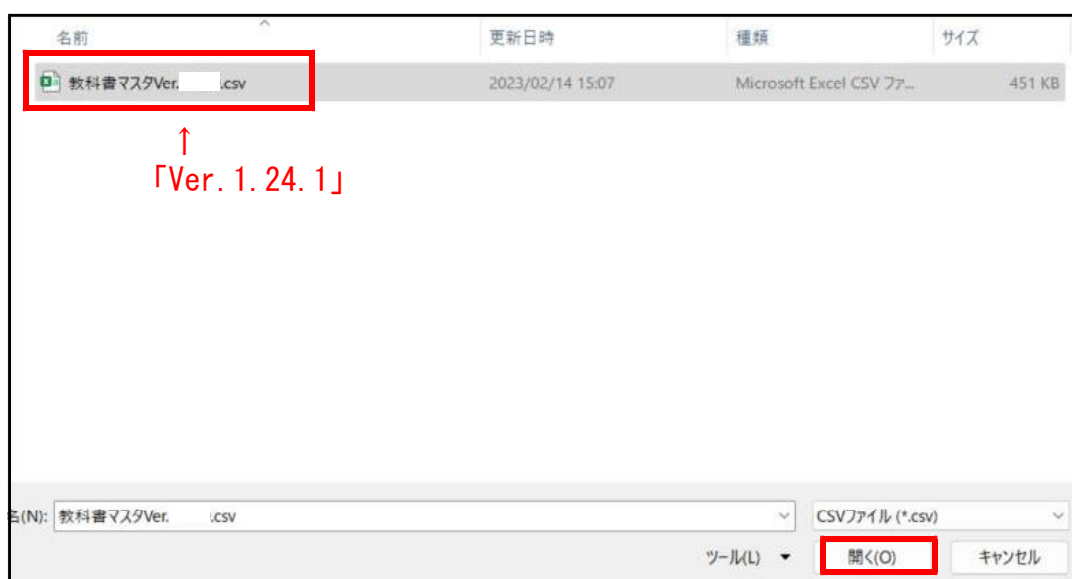 名前 更新日時 種類 サイズ
教科書マスタVer. .csv 2023/02/14 15:07 Microsoft Excel CSV ファ... 451 KB
↑
「Ver.1.24.1」
名(N): 教科書マスタVer. .csv CSVファイル (*.csv)
ツール(L) 開く(O) キャンセル